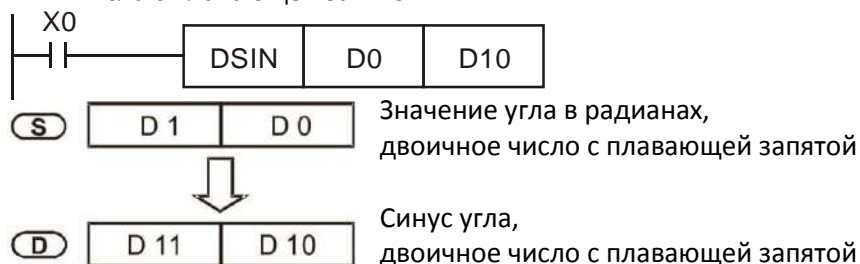 X0
DSIN D0 D10
S D 1 D 0 Значение угла в радианах,
двоичное число с плавающей запятой
D D 11 D 10 Синус угла,
двоичное число с плавающей запятой